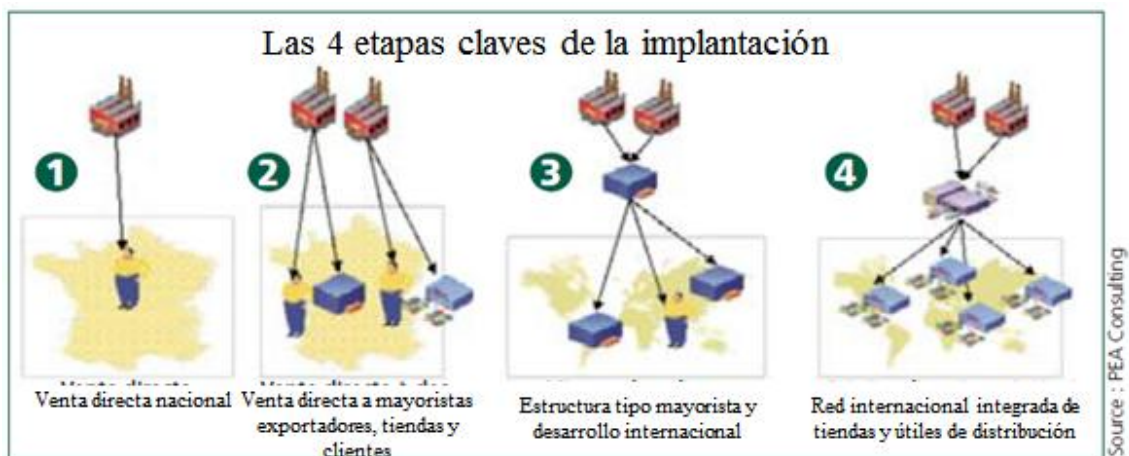 Las 4 etapas claves de la implantación
1
2
3
4
Venta directa nacional
Venta directa a mayoristas
exportadores, tiendas y
clientes
Estructura tipo mayorista y
desarrollo internacional
Red internacional integrada de
tiendas y útiles de distribución
Source : PEA Consulting